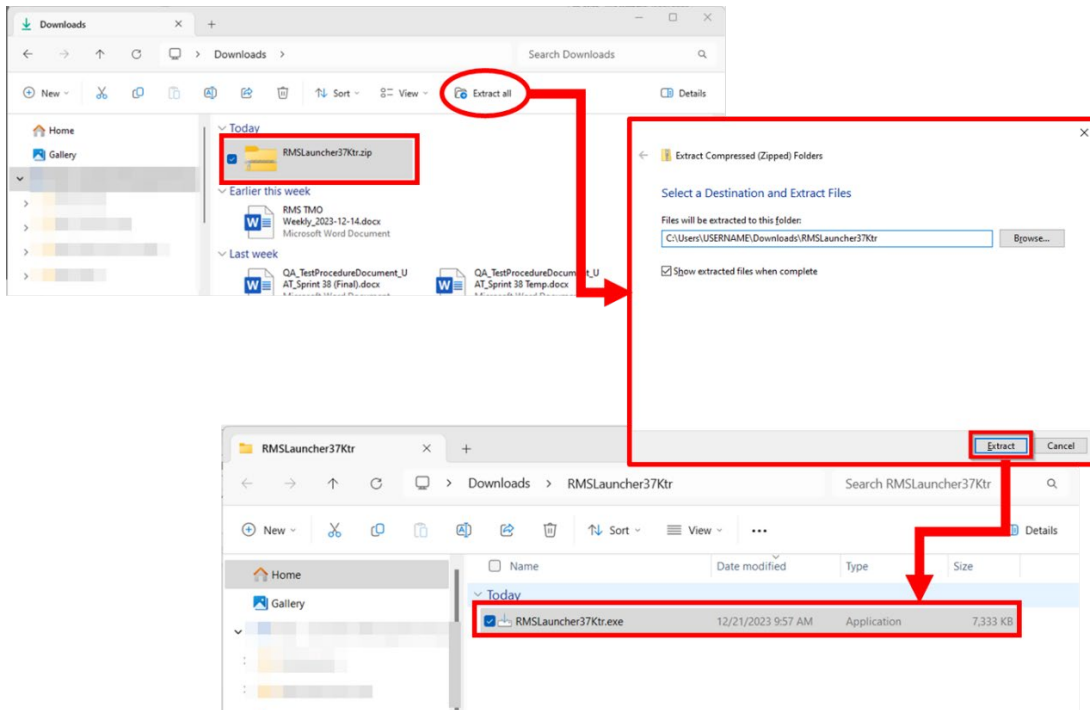 Downloads
Downloads
Search Downloads
New
Sort
View
Extract all
Details
Home
Gallery
Today
RMSLauncher37Ktr.zip
Earlier this week
RMS TMO
Weekly_2023-12-14.docx
Microsoft Word Document
Last week
QA_TestProcedureDocument_U
AT_Sprint 38 (Final).docx
QA_TestProcedureDocument_U
AT_Sprint 38 Temp.docx
Extract Compressed (Zipped) Folders
Select a Destination and Extract Files
Files will be extracted to this folder:
C:\Users\USERNAME\Downloads\RMSLauncher37Ktr
Browse...
Show extracted files when complete
Extract
Cancel
RMSLauncher37Ktr
Downloads
RMSLauncher37Ktr
Search RMSLauncher37Ktr
New
Sort
View
Details
Home
Gallery
Name
Date modified
Type
Size
Today
RMSLauncher37Ktr.exe
12/21/2023 9:57 AM
Application
7,333 KB